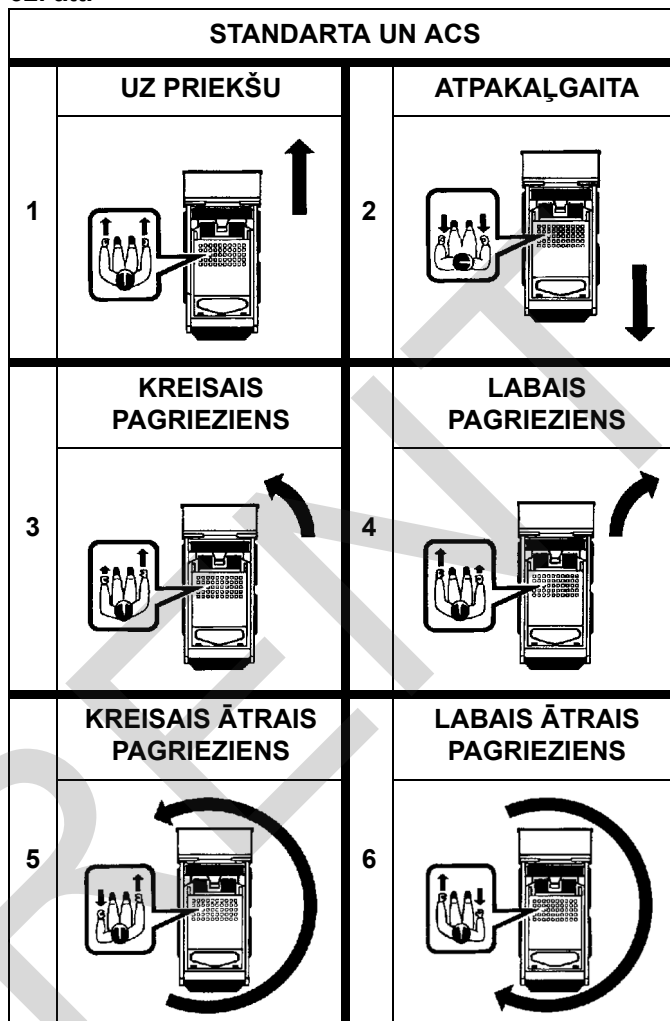 STANDARTA UN ACS
UZ PRIEKŠU
ATPAKAĻGAITA
1
2
KREISAIS
PAGRIEZIENS
LABAIS
PAGRIEZIENS
3
4
KREISAIS ĀTRAIS
PAGRIEZIENS
LABAIS ĀTRAIS
PAGRIEZIENS
5
6